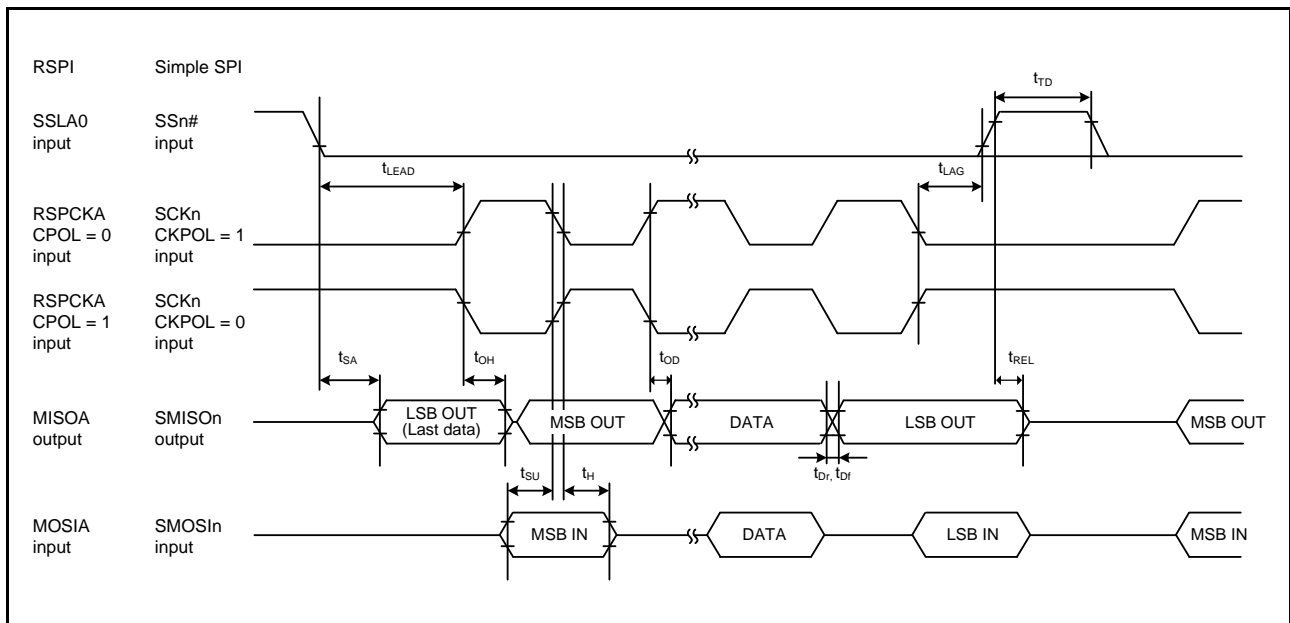 RSPI Simple SPI
tTD
SSLA0 SSn#
input input
tLEAD tLAG
RSPCKA SCKn
CPOL = 0 CKPOL = 1
input input
RSPCKA SCKn
CPOL = 1 CKPOL = 0
input input
tSA tOH tOD tREL
MISOA SMISOn
output output
LSB OUT
(Last data)
MSB OUT DATA LSB OUT MSB OUT
tSU tH tDr, tDf
MOSIA SMOSIn
input input
MSB IN DATA LSB IN MSB IN